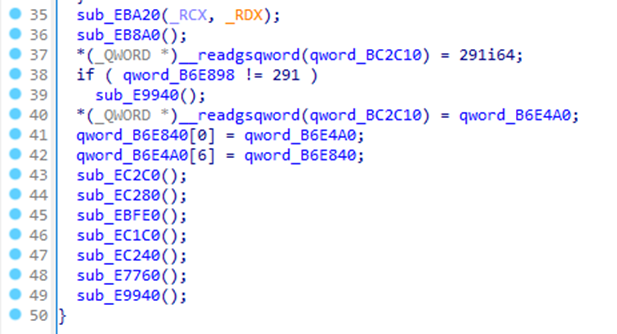 35 sub_EBA20(_RCX, _RDX);
36 sub_EB8A0();
37 *(_QWORD *)__readgsqword(qword_BC2C10) = 291i64;
38 if ( qword_B6E898 != 291 )
39 sub_E9940();
40 *(_QWORD *)__readgsqword(qword_BC2C10) = qword_B6E4A0;
41 qword_B6E840[0] = qword_B6E4A0;
42 qword_B6E4A0[6] = qword_B6E840;
43 sub_EC2C0();
44 sub_EC280();
45 sub_EBFE0();
46 sub_EC1C0();
47 sub_EC240();
48 sub_E7760();
49 sub_E9940();
50 }